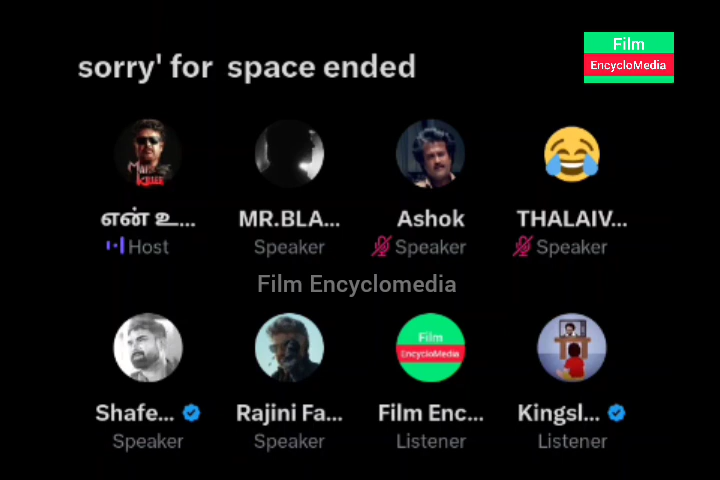 Film
EncycloMedia
sorry' for space ended
என் உ...
MR.BLA...
Ashok
THALAIV...
Host
Speaker
Speaker
Speaker
Film Encyclomedia
Film
EncycloMedia
Shafe...
Rajini Fa...
Film Enc...
Kingsl...
Speaker
Speaker
Listener
Listener